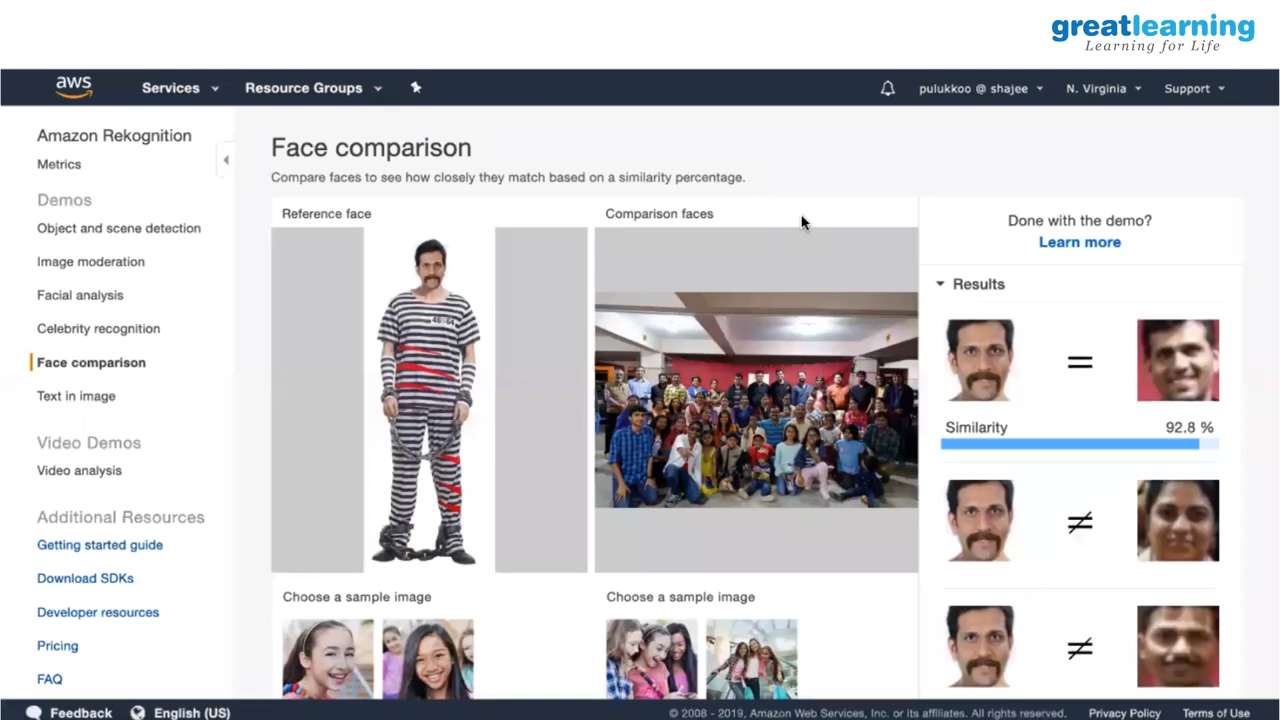 greatlearning
Learning for Life
aws Services Resource Groups pulukkoo @ shajee N. Virginia Support
Amazon Rekognition
Metrics
Demos
Object and scene detection
Image moderation
Facial analysis
Celebrity recognition
Face comparison
Text in image
Video Demos
Video analysis
Additional Resources
Getting started guide
Download SDKs
Developer resources
Pricing
FAQ
Face comparison
Compare faces to see how closely they match based on a similarity percentage.
Reference face
Comparison faces
Choose a sample image
Choose a sample image
Done with the demo?
Learn more
Results
=
Similarity 92.8 %
≠
≠
Feedback English (US) © 2008 - 2019, Amazon Web Services, Inc. or its affiliates. All rights reserved. Privacy Policy Terms of Use